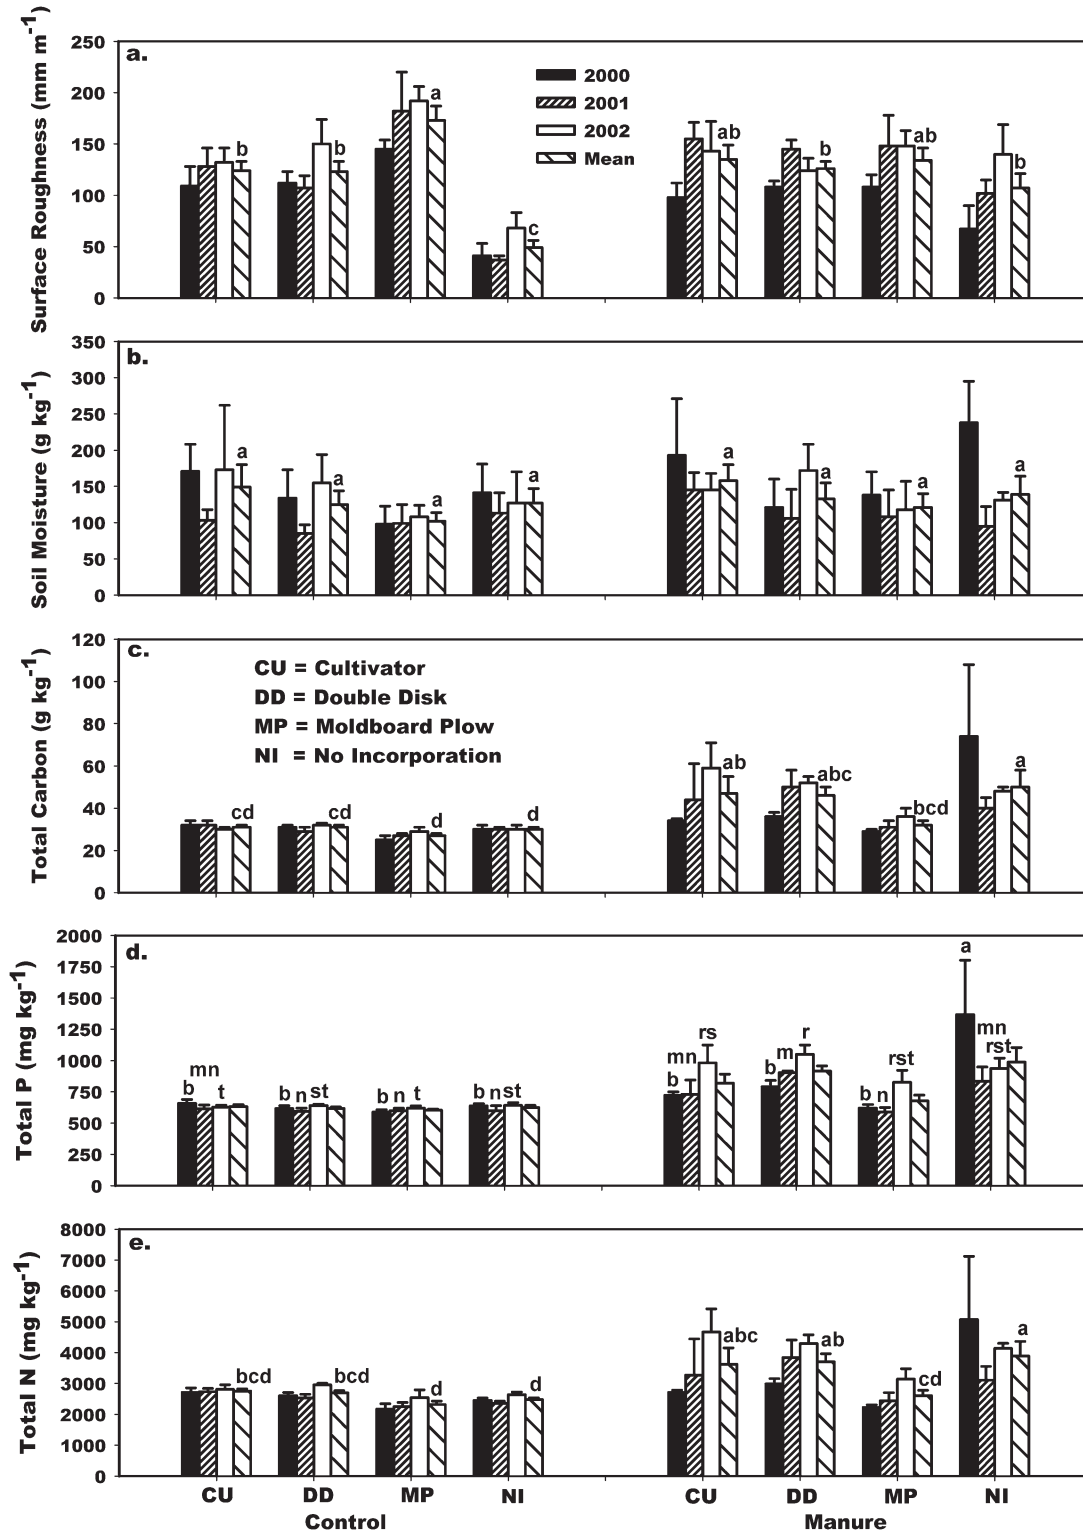 a.
Surface Roughness (mm m-1)
250
200
150
100
50
0
2000
2001
2002
Mean
b b a c ab b ab b
b.
Soil Moisture (g kg-1)
350
300
250
200
150
100
50
0
a a a a a a a a
c.
Total Carbon (g kg-1)
120
100
80
60
40
20
0
CU = Cultivator
DD = Double Disk
MP = Moldboard Plow
NI = No Incorporation
cd cd d d ab abc bcd a
d.
Total P (mg kg-1)
2000
1750
1500
1250
1000
750
500
250
0
b mn t b n st b n t b n st b mn rs b m r b n rst a mn rst
e.
Total N (mg kg-1)
8000
7000
6000
5000
4000
3000
2000
1000
0
bcd bcd d d abc ab cd a
CU DD MP NI CU DD MP NI
Control Manure